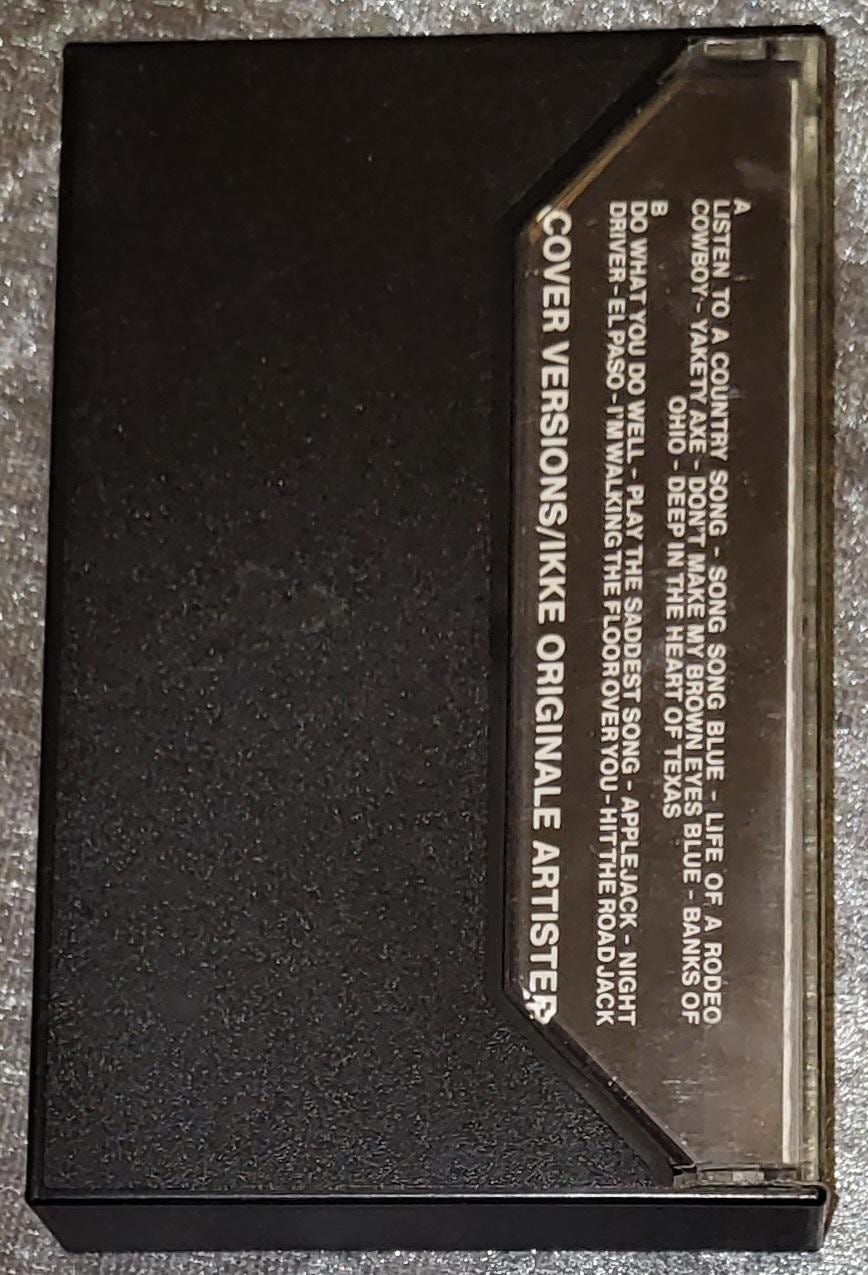 A
LISTEN TO A COUNTRY SONG - SONG SONG BLUE - LIFE OF A RODEO
COWBOY - YAKETY AXE - DON'T MAKE MY BROWN EYES BLUE - BANKS OF
OHIO - DEEP IN THE HEART OF TEXAS
B
DO WHAT YOU DO WELL - PLAY THE SADDEST SONG - APPLEJACK - NIGHT
DRIVER - EL PASO - I'M WALKING THE FLOOR OVER YOU - HIT THE ROAD JACK
COVER VERSIONS/IKKE ORIGINALE ARTISTER